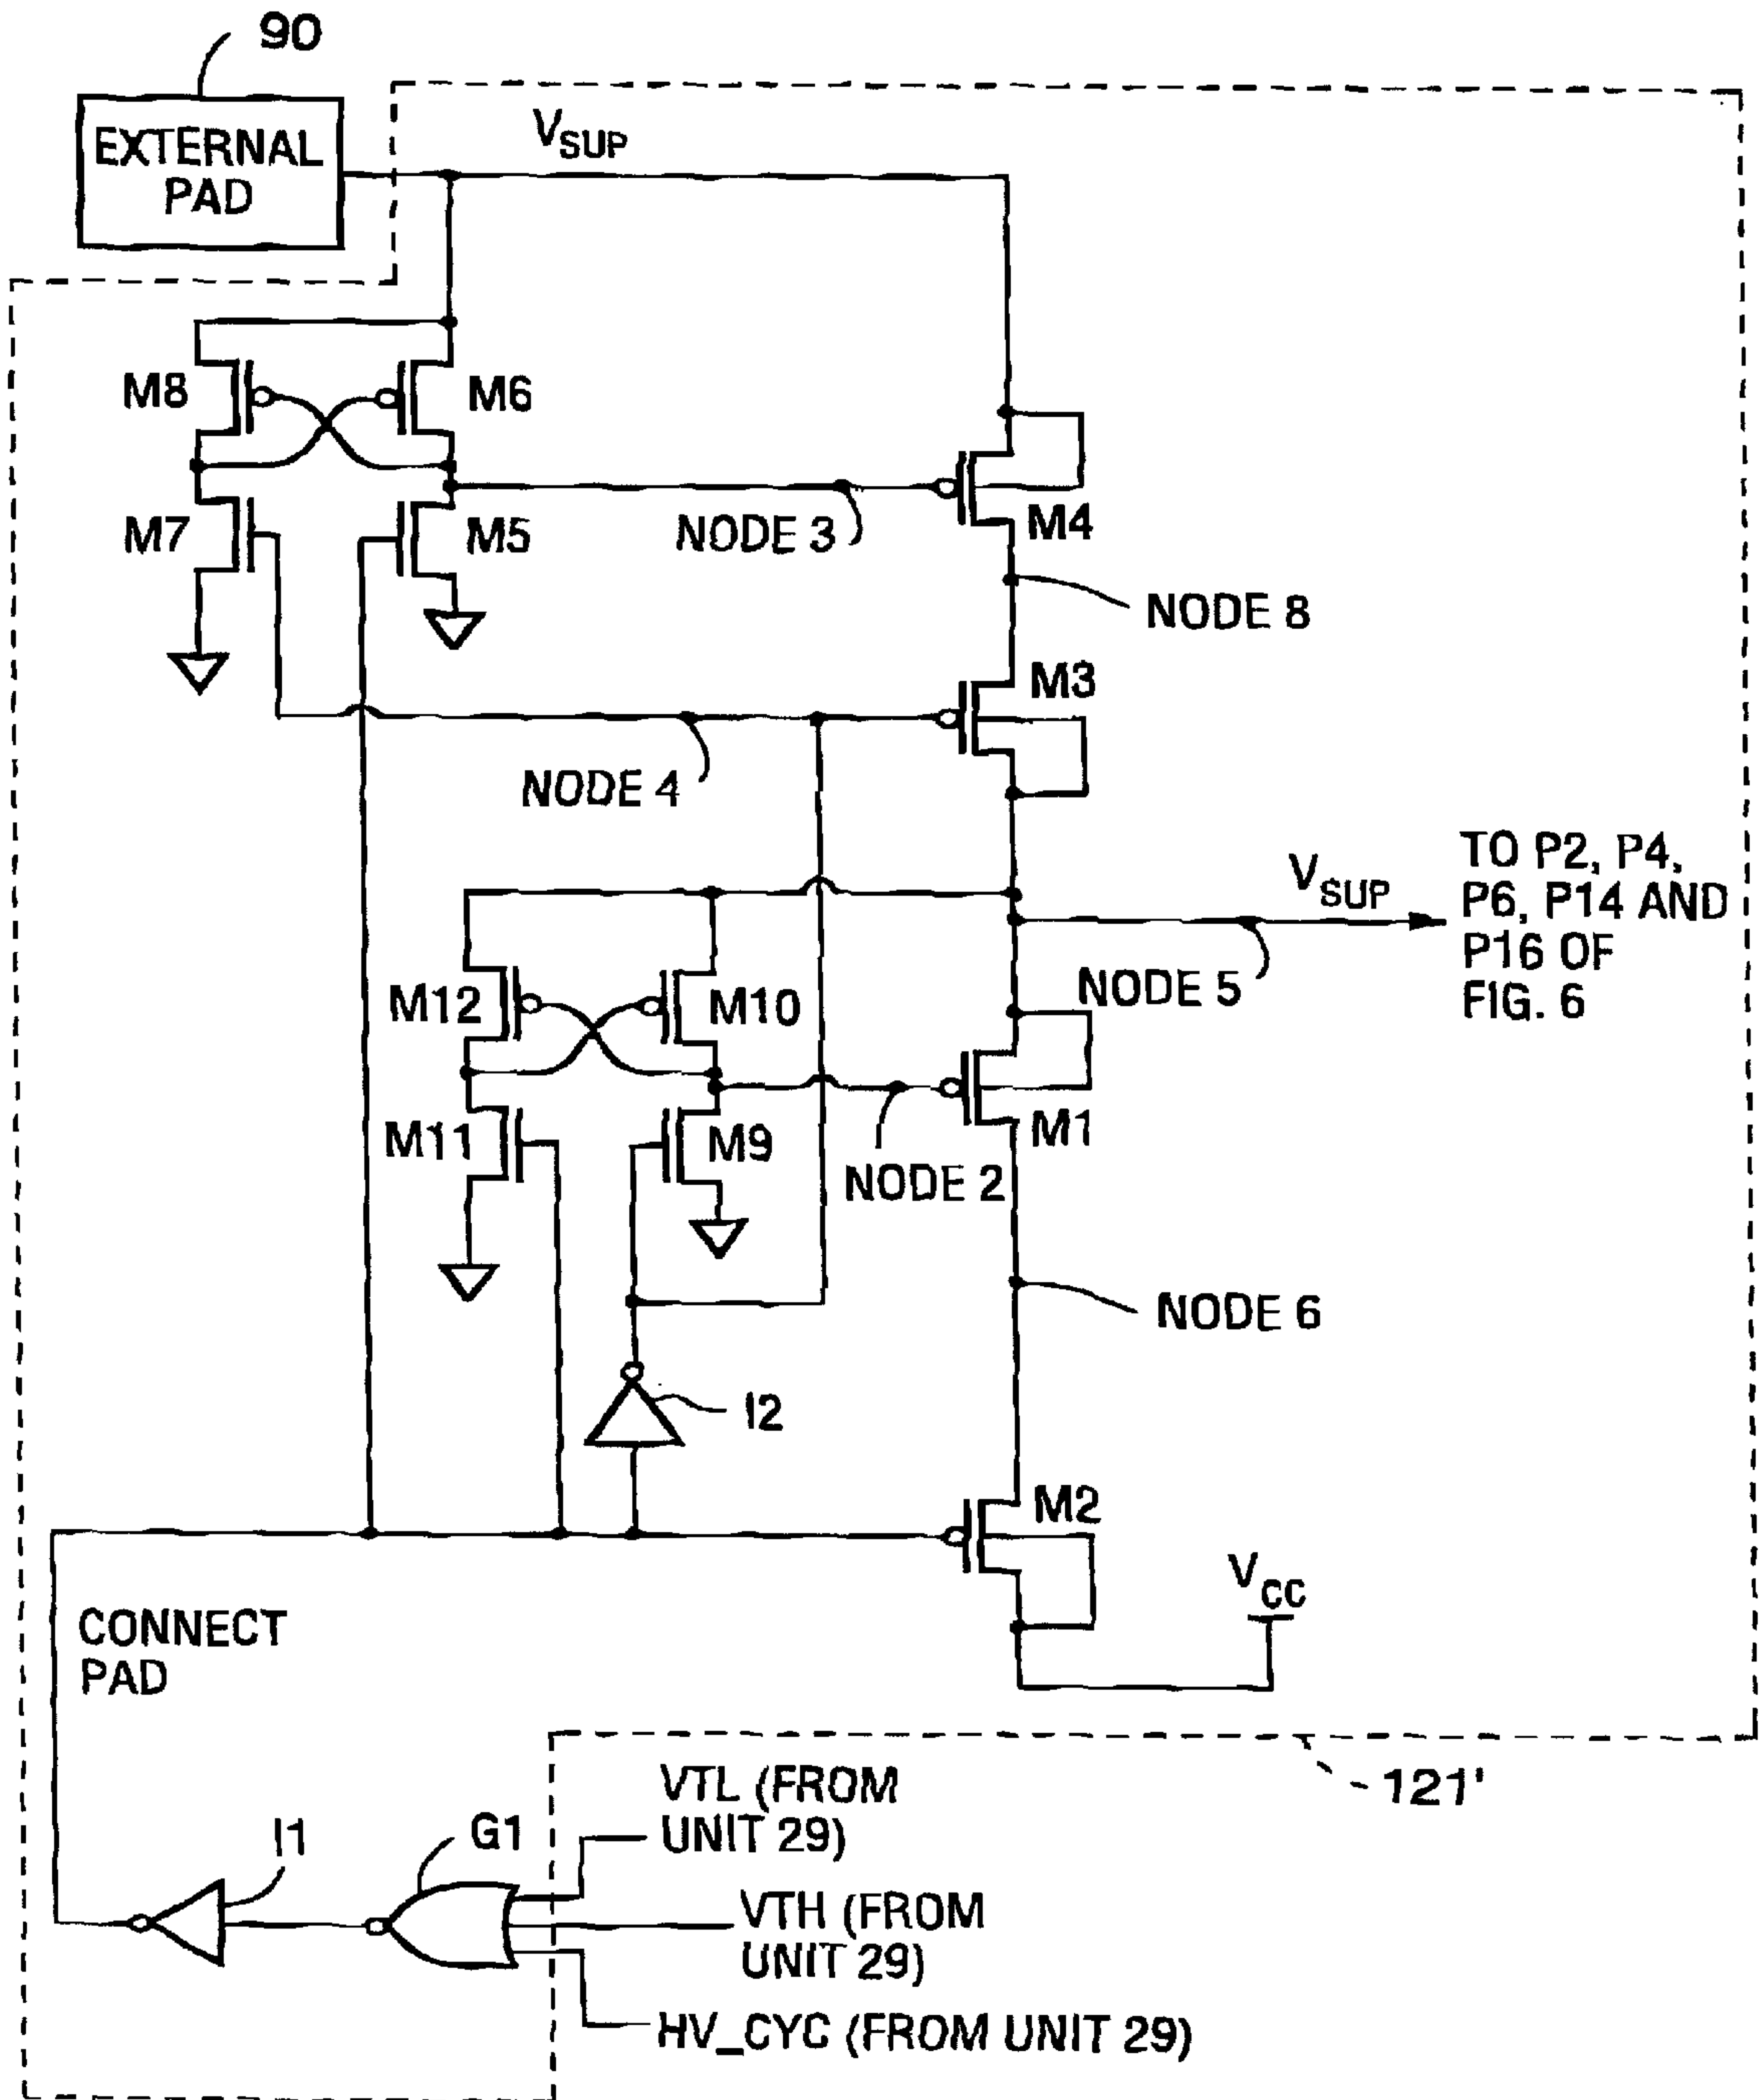 90
EXTERNAL
PAD
VSUP
M8
M6
M7
M5
NODE 3
M4
NODE 8
M3
NODE 4
VSUP
TO P2, P4,
P6, P14 AND
P16 OF
FIG. 6
NODE 5
M12
M10
M11
M9
M1
NODE 2
NODE 6
I2
M2
VCC
CONNECT
PAD
121'
VTL (FROM
UNIT 29)
I1
G1
VTH (FROM
UNIT 29)
HV_CYC (FROM UNIT 29)